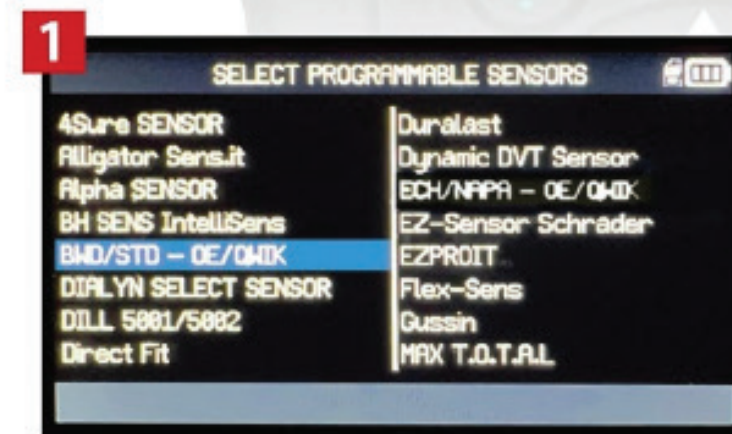 1
SELECT PROGRAMMABLE SENSORS
4Sure SENSOR
Alligator Sens.it
Alpha SENSOR
BH SENS IntelliSens
BWD/STD - OE/QWIK
DIALYN SELECT SENSOR
DILL 5001/5002
Direct Fit
Duralast
Dynamic DVT Sensor
ECH/NAPA - OE/QWIK
EZ-Sensor Schrader
EZPROIT
Flex-Sens
Gussin
MAX T.O.T.A.L